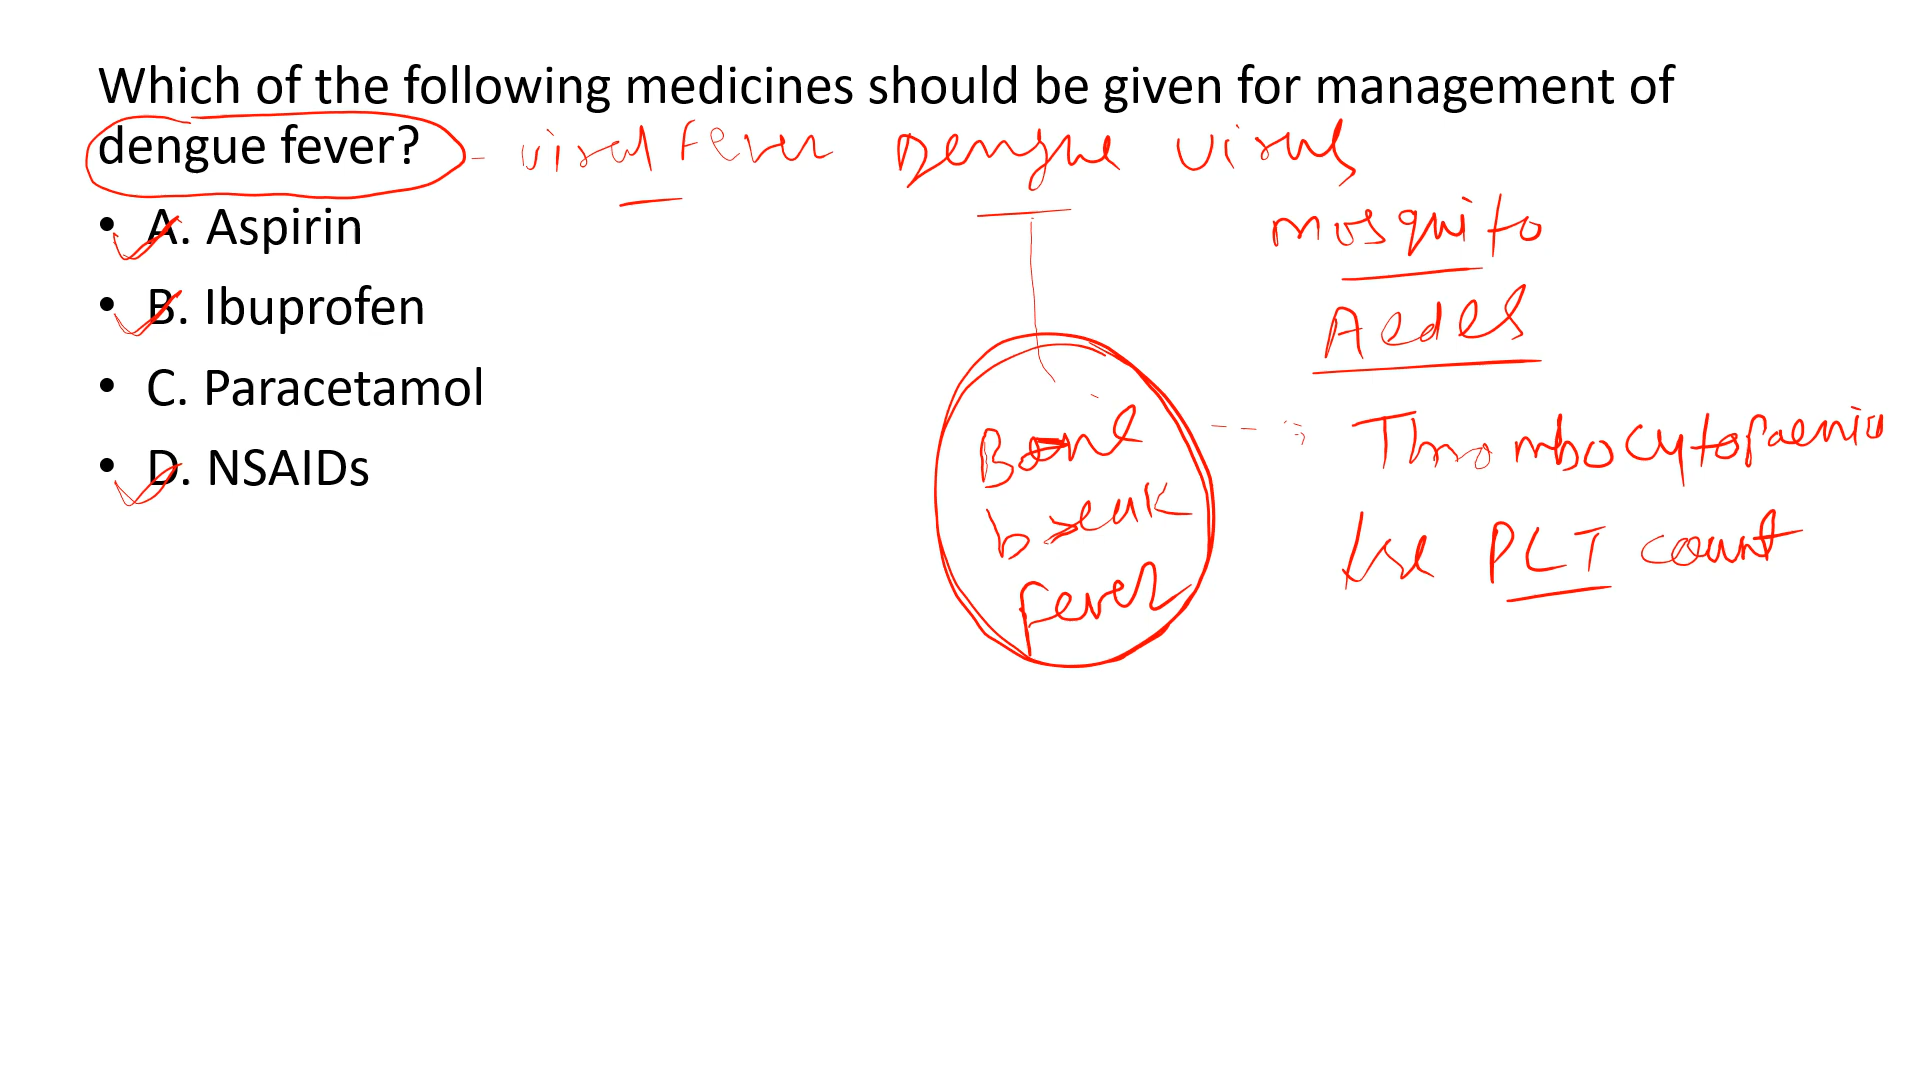 Which of the following medicines should be given for management of
dengue fever? - viral Fever Dengue virus
• A. Aspirin
mosquito
• B. Ibuprofen
Aedes
• C. Paracetamol
Bone
break
Fever
Thrombocytopaenia
• D. NSAIDs
PLT count